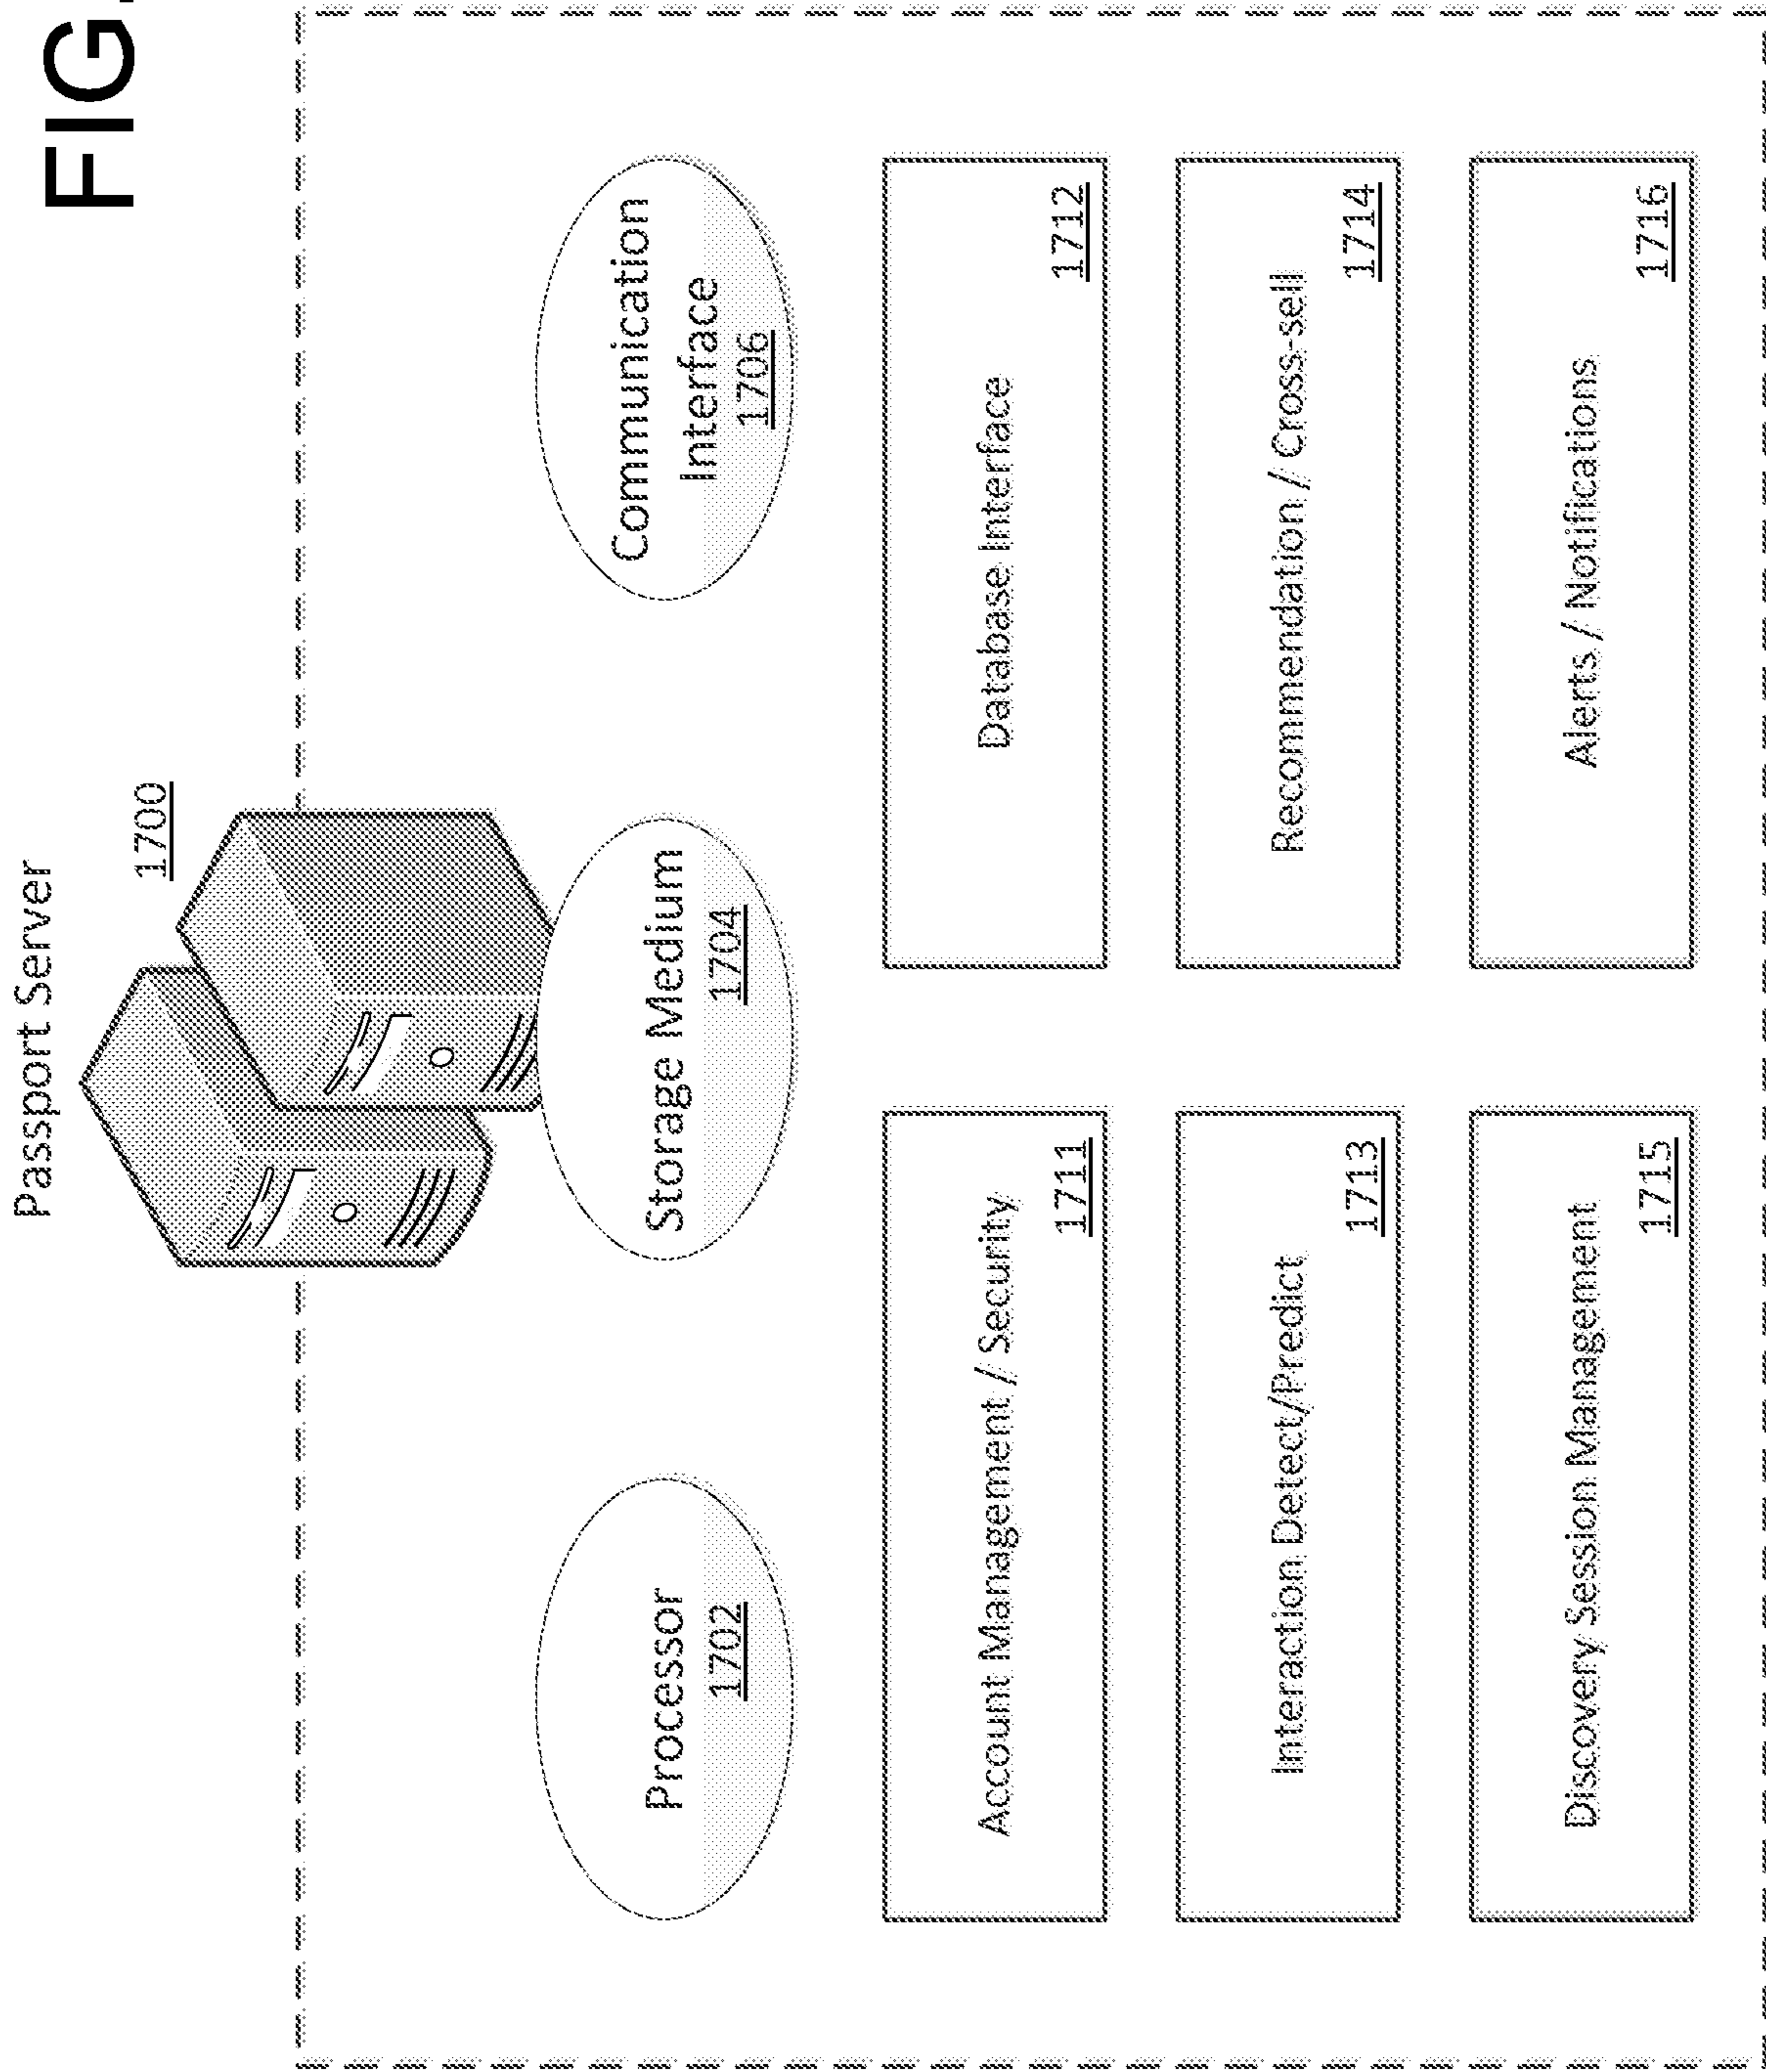 FIG.
Passport Server
1700
Processor
1702
Storage Medium
1704
Communication
Interface
1706
Account Management / Security
1711
Database Interface
1712
Interaction Detect/Predict
1713
Recommendation / Cross-sell
1714
Discovery Session Management
1715
Alerts / Notifications
1716